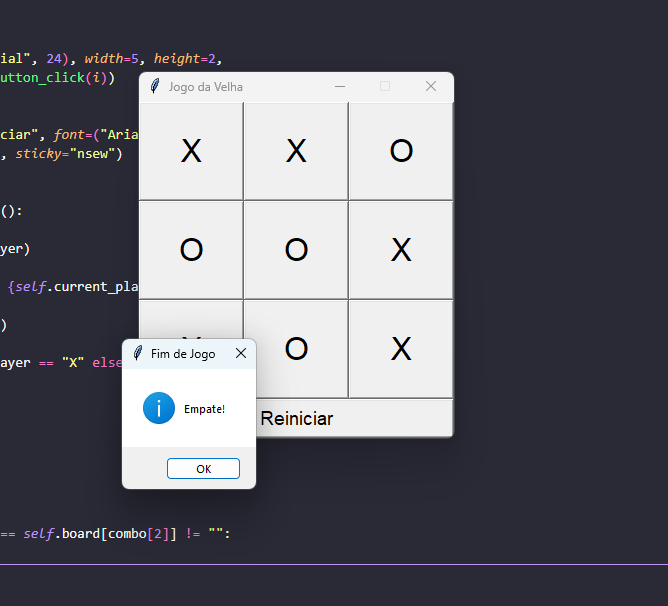 ial", 24), width=5, height=2,
utton_click(i))
Jogo da Velha
X X O
ciar", font=("Aria
, sticky="nsew")
():
O O X
yer)
{self.current_pla
)
ayer == "X" else
X O X
Fim de Jogo
Empate!
Reiniciar
OK
== self.board[combo[2]] != "":